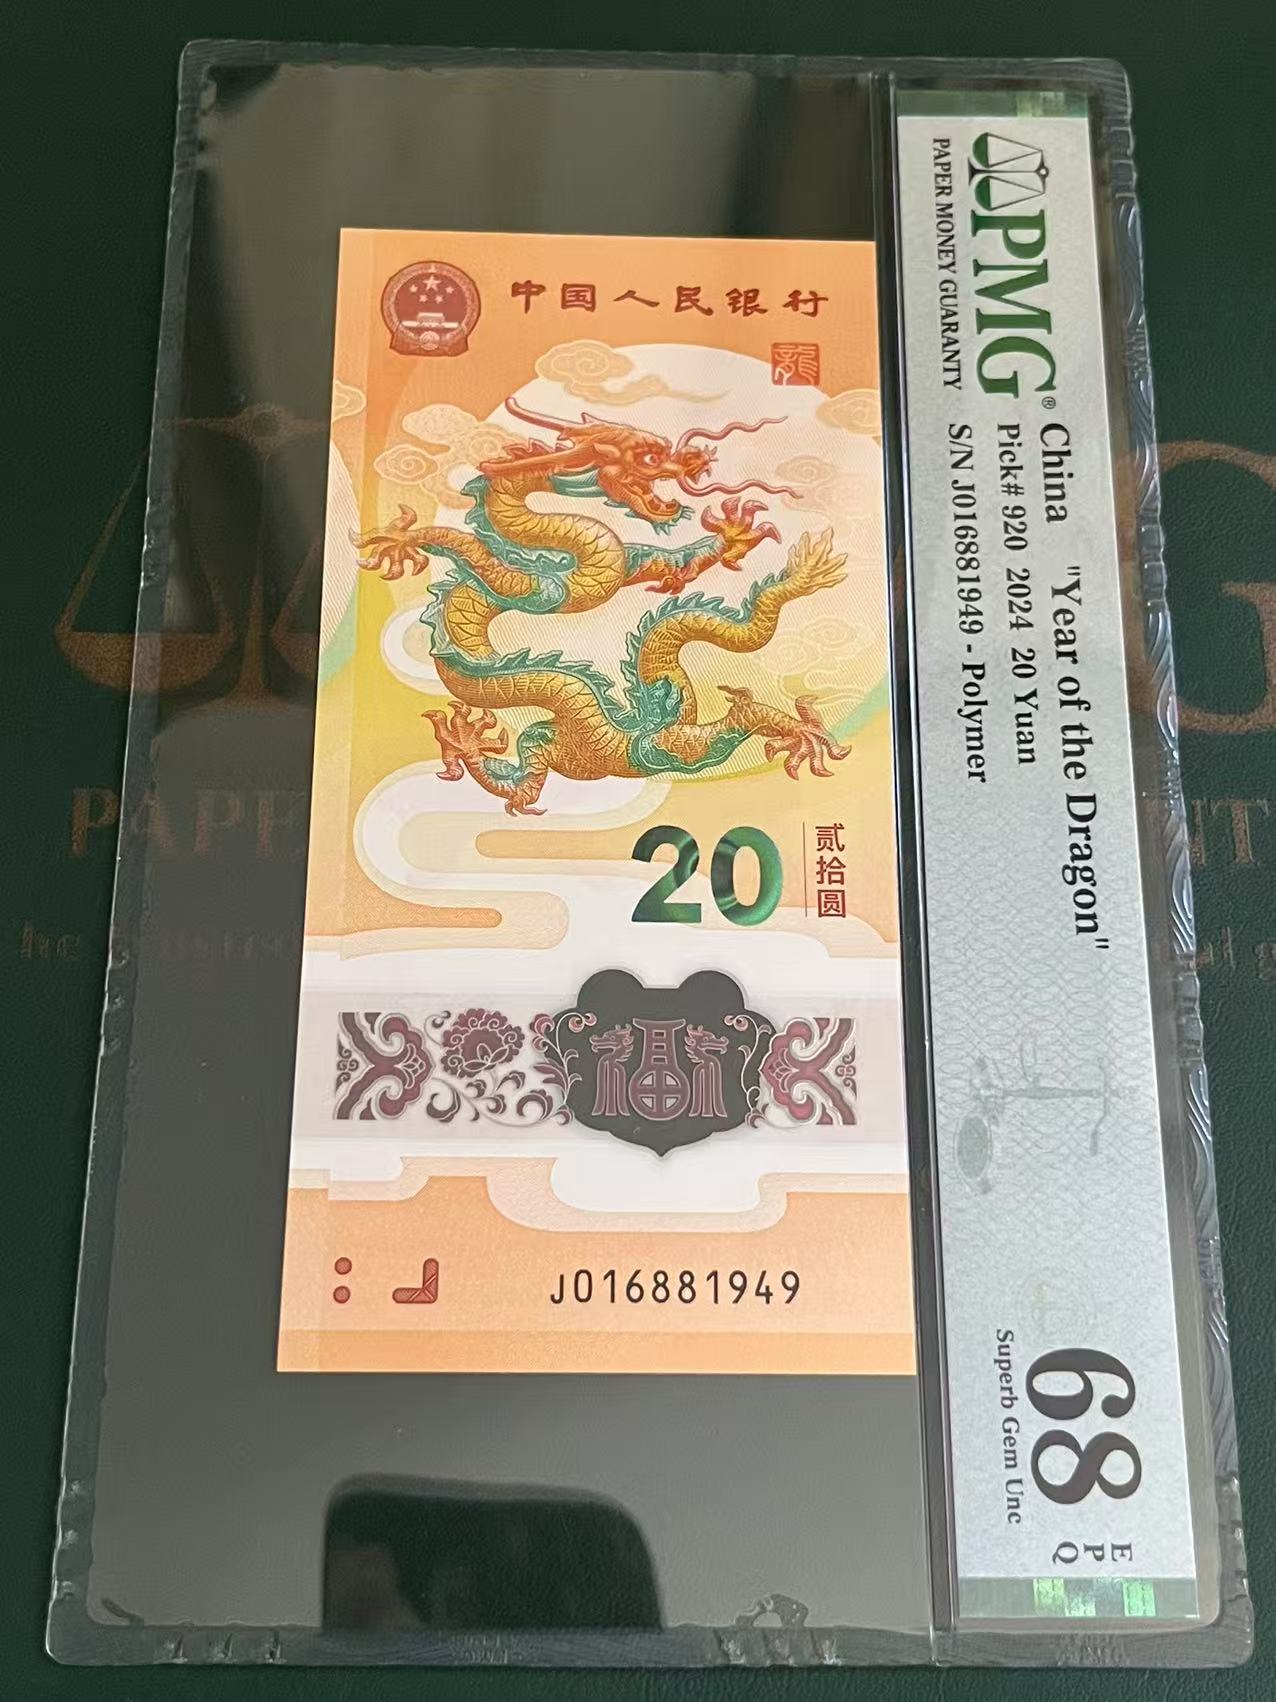 中国人民银行
龍
20
贰拾圆
福
J016881949
PMG®
PAPER MONEY GUARANTY
China "Year of the Dragon"
Pick# 920 2024 20 Yuan
S/N J016881949 - Polymer
68
EPQ
Superb Gem Unc